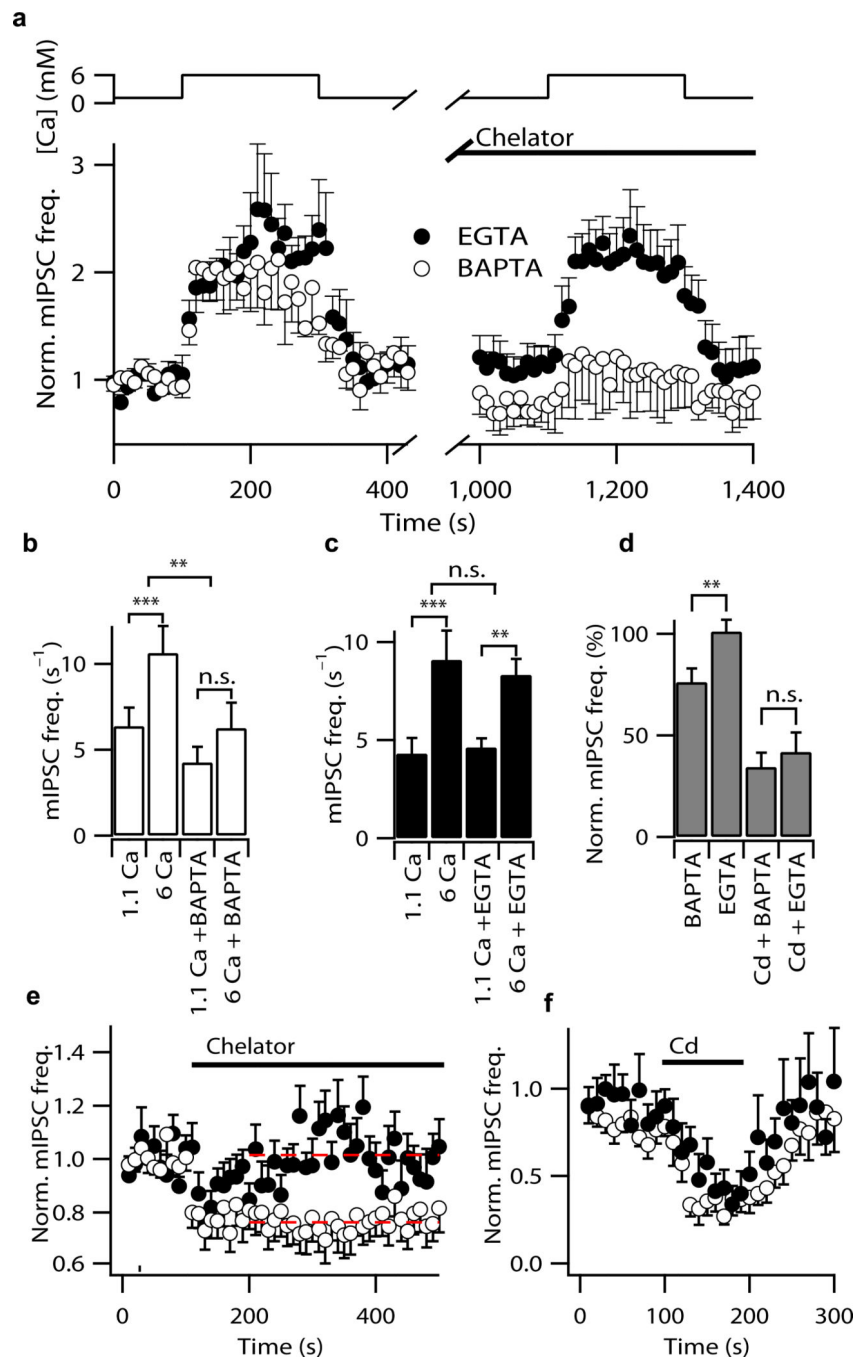 a
[Ca] (mM)
6
0
Chelator
Norm. mIPSC freq.
3
2
1
EGTA
BAPTA
0 200 400 1,000 1,200 1,400
Time (s)
b
**
***
n.s.
mIPSC freq. (s−1)
10
5
0
1.1 Ca
6 Ca
1.1 Ca +BAPTA
6 Ca + BAPTA
c
n.s.
***
**
mIPSC freq. (s−1)
10
5
0
1.1 Ca
6 Ca
1.1 Ca +EGTA
6 Ca + EGTA
d
**
n.s.
Norm. mIPSC freq. (%)
100
50
0
BAPTA
EGTA
Cd + BAPTA
Cd + EGTA
e
Chelator
Norm. mIPSC freq.
1.4
1.2
1.0
0.8
0.6
0 200 400
Time (s)
f
Cd
Norm. mIPSC freq.
1.0
0.5
0.0
0 100 200 300
Time (s)